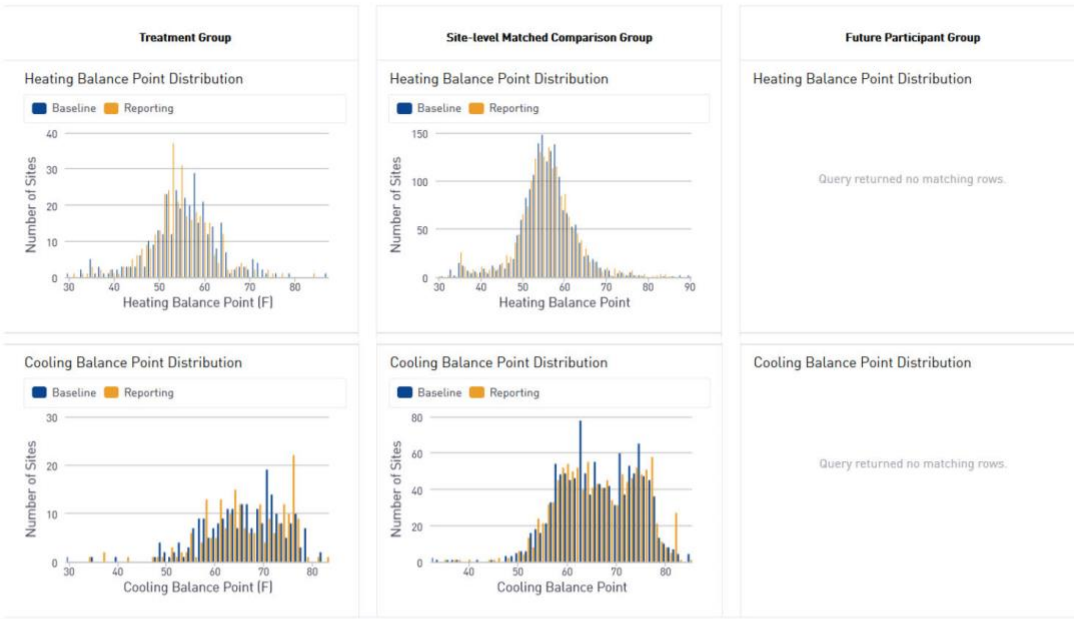 Treatment Group
Site-level Matched Comparison Group
Future Participant Group
Heating Balance Point Distribution
Baseline Reporting
40
30
20
10
0
Number of Sites
30 40 50 60 70 80
Heating Balance Point (F)
Heating Balance Point Distribution
Baseline Reporting
150
100
50
0
Number of Sites
30 40 50 60 70 80 90
Heating Balance Point
Heating Balance Point Distribution
Query returned no matching rows.
Cooling Balance Point Distribution
Baseline Reporting
30
20
10
0
Number of Sites
30 40 50 60 70 80
Cooling Balance Point (F)
Cooling Balance Point Distribution
Baseline Reporting
80
60
40
20
0
Number of Sites
40 50 60 70 80
Cooling Balance Point
Cooling Balance Point Distribution
Query returned no matching rows.